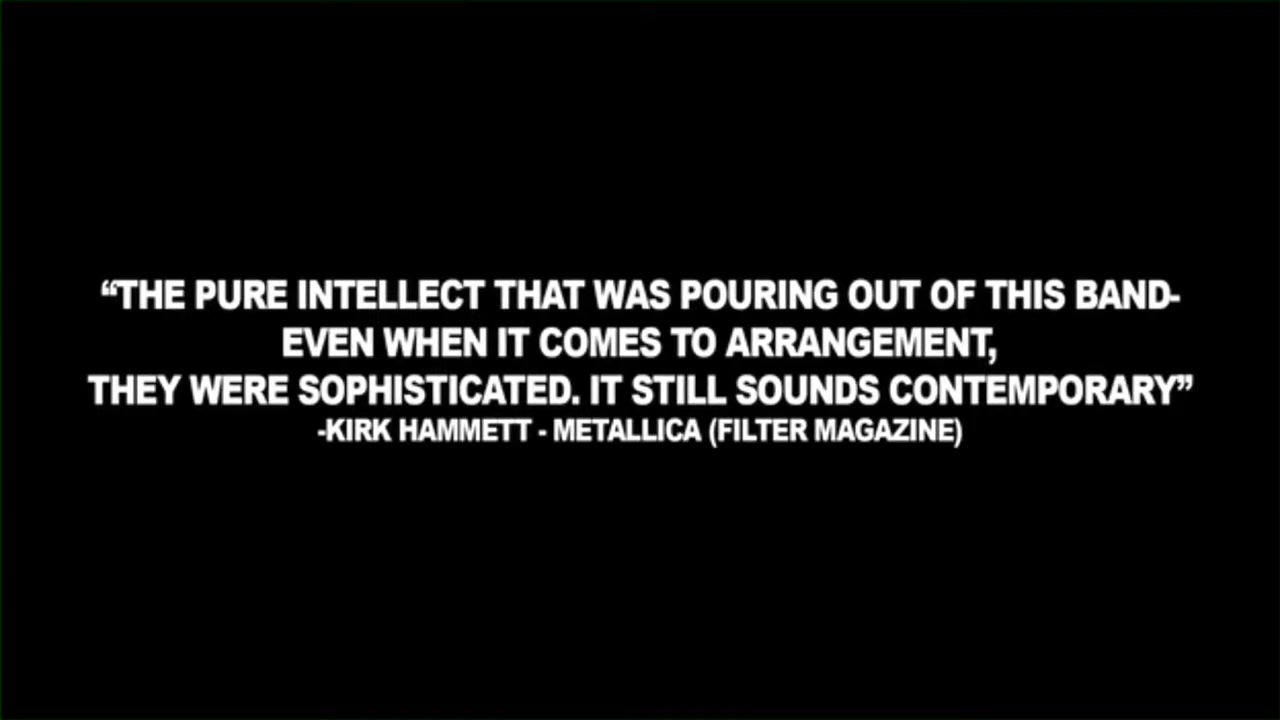 “THE PURE INTELLECT THAT WAS POURING OUT OF THIS BAND-
EVEN WHEN IT COMES TO ARRANGEMENT,
THEY WERE SOPHISTICATED. IT STILL SOUNDS CONTEMPORARY”
-KIRK HAMMETT - METALLICA (FILTER MAGAZINE)